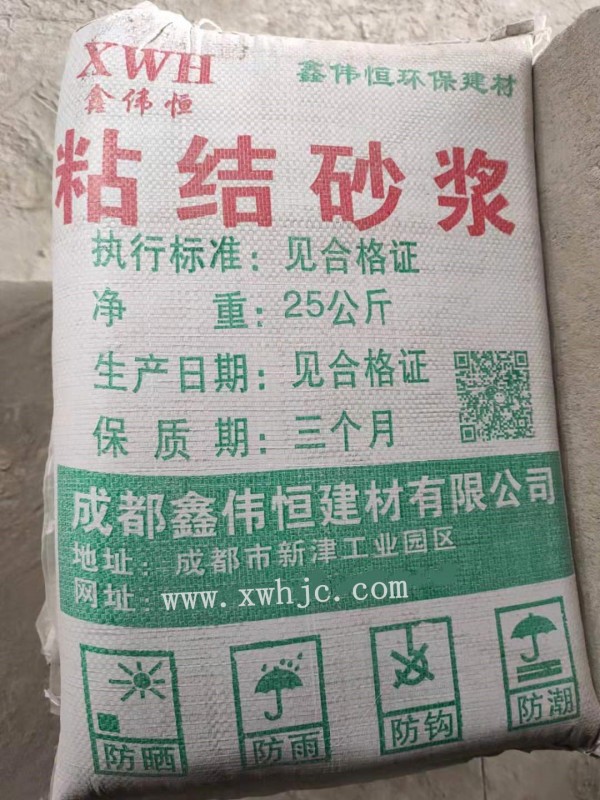 XWH
鑫伟恒
鑫伟恒环保建材
粘结砂浆
执行标准：见合格证
净 重：25公斤
生产日期：见合格证
保 质 期：三个月
成都鑫伟恒建材有限公司
地址：成都市新津工业园区
网址：www.xwhjc.com
防晒
防雨
防钩
防潮